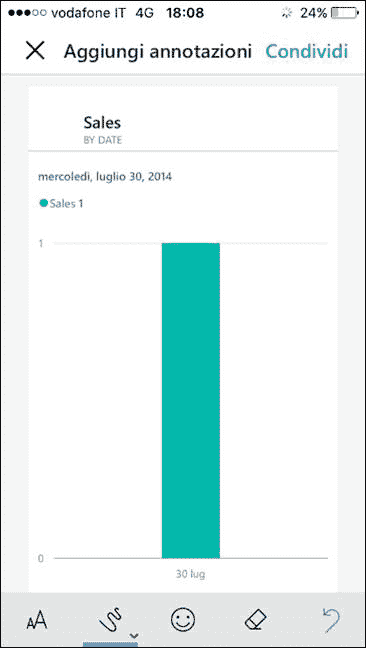 vodafone IT 4G 18:08 24%
Aggiungi annotazioni Condividi
Sales
BY DATE
mercoledì, luglio 30, 2014
Sales 1
1
0
30 lug
AA